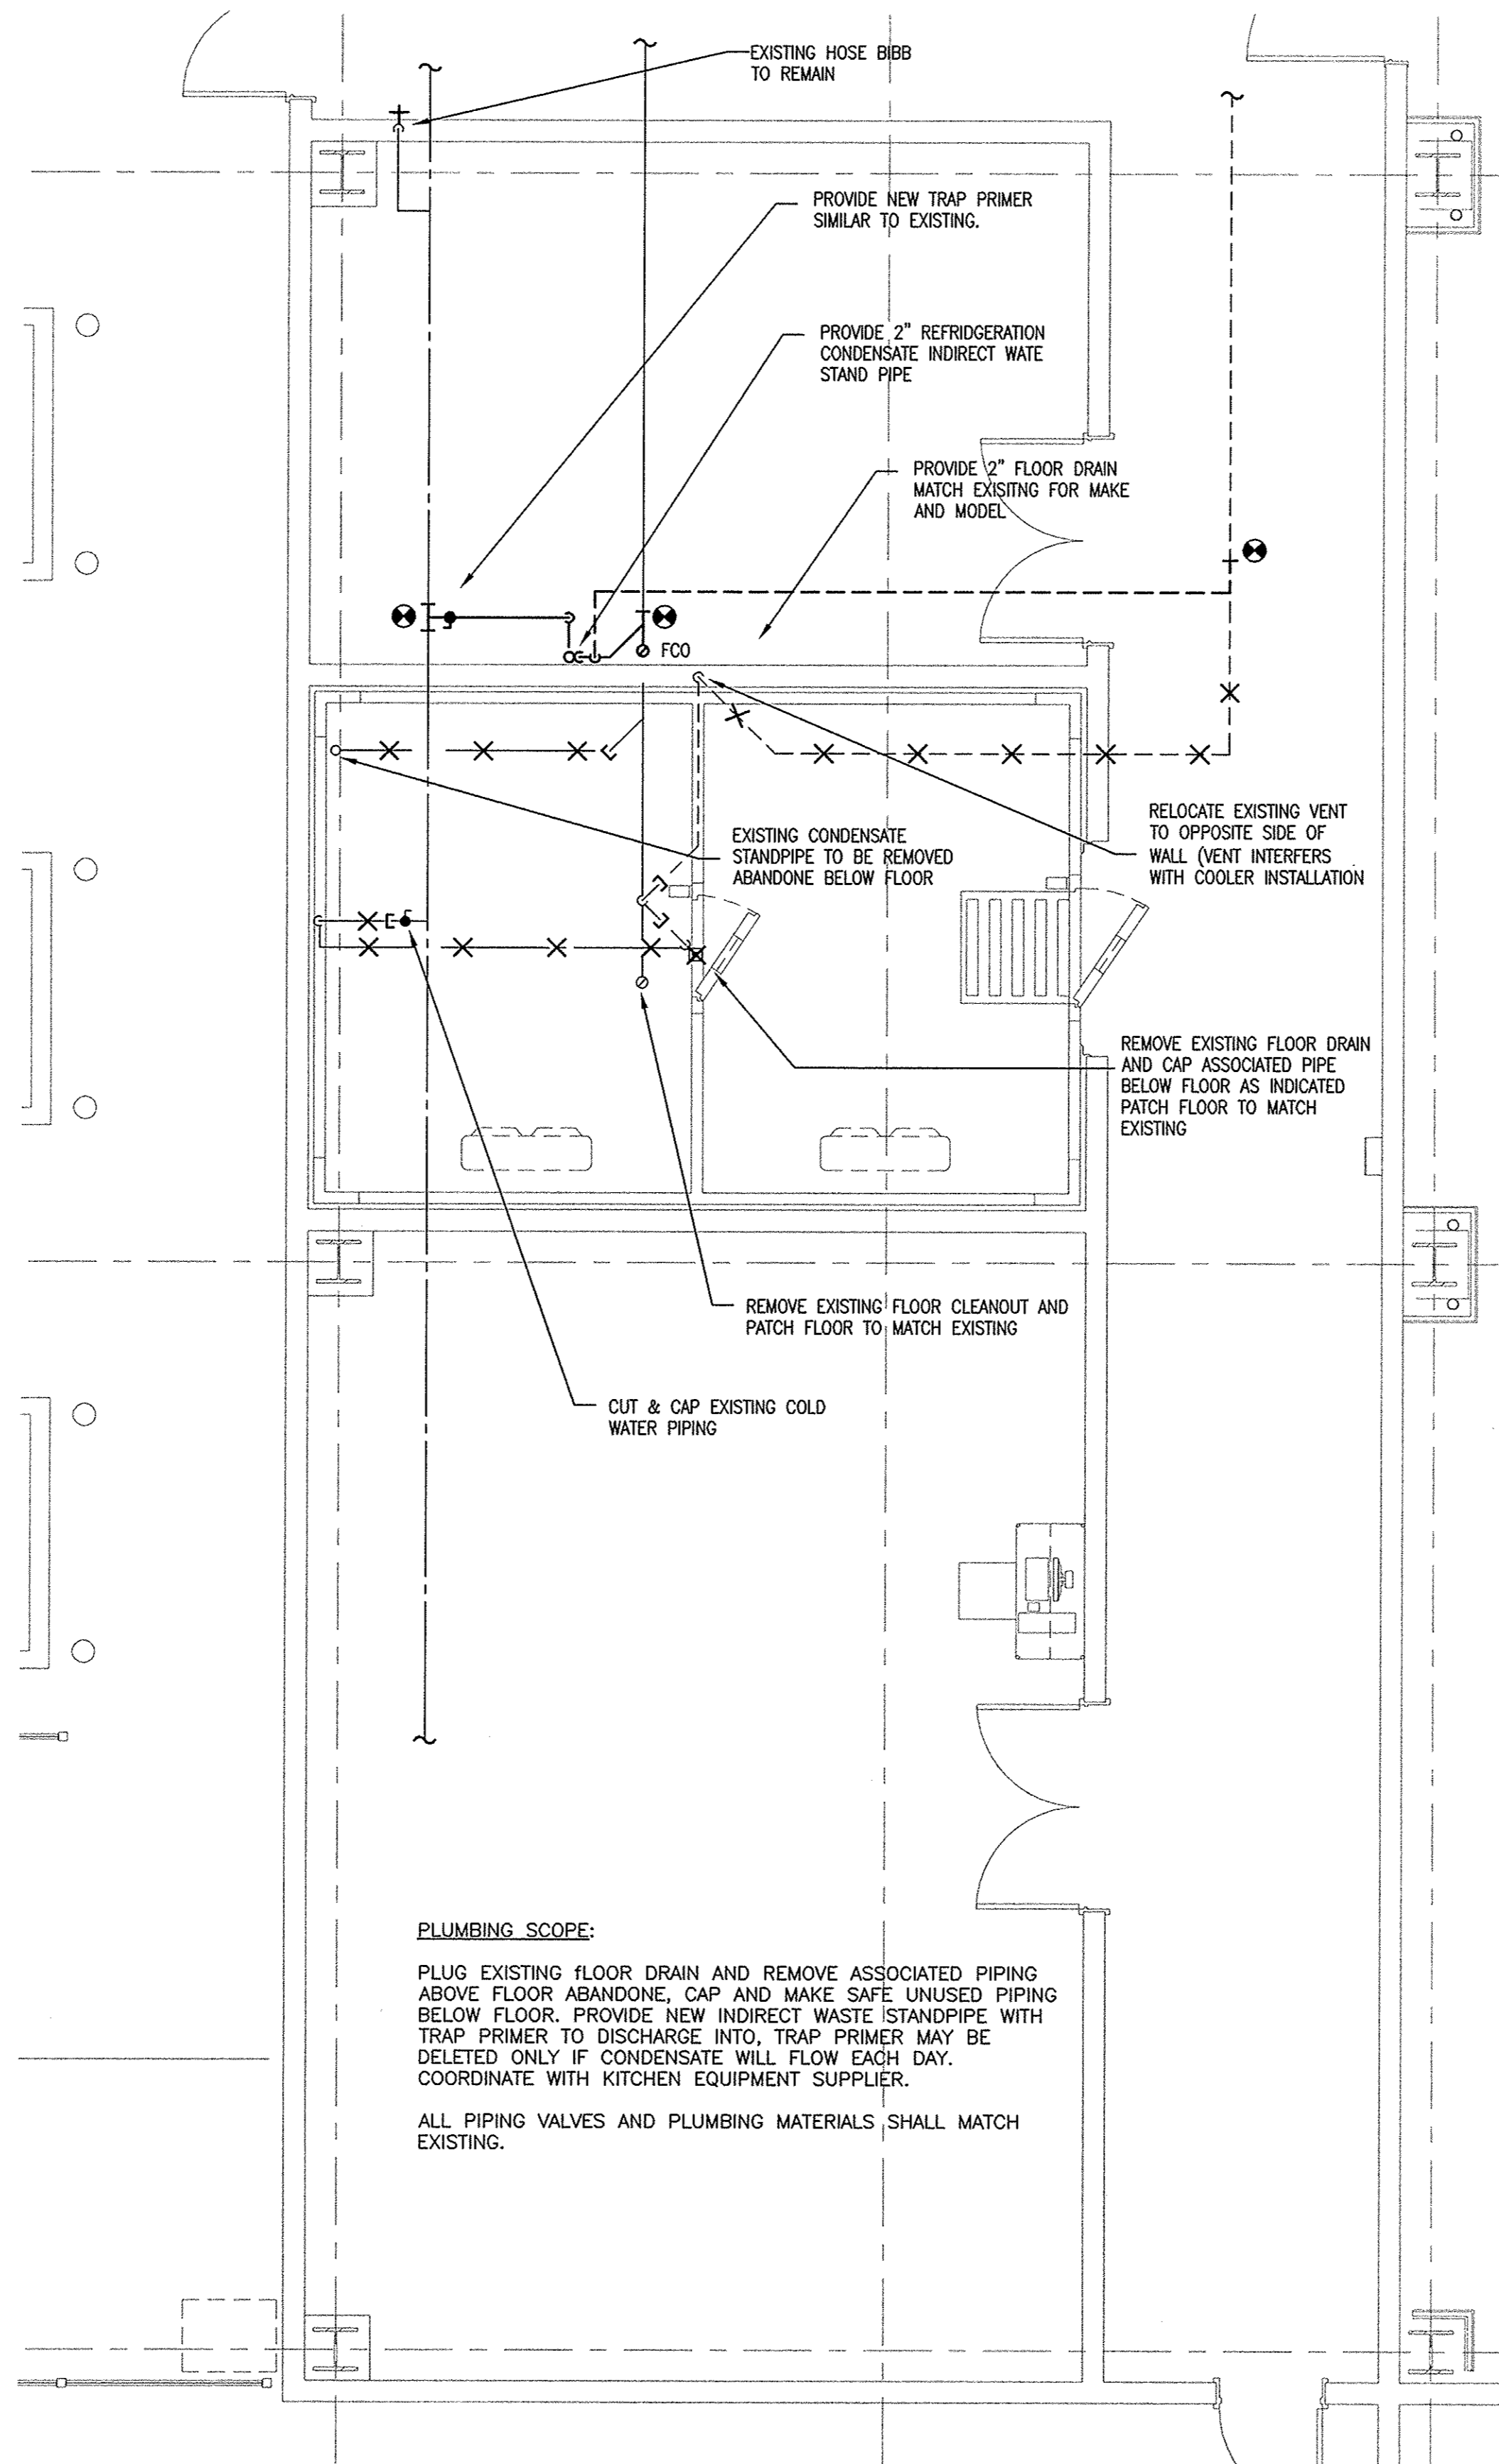 EXISTING HOSE BIBB
TO REMAIN
PROVIDE NEW TRAP PRIMER
SIMILAR TO EXISTING.
PROVIDE 2" REFRIDGERATION
CONDENSATE INDIRECT WATE
STAND PIPE
PROVIDE 2" FLOOR DRAIN
MATCH EXISITNG FOR MAKE
AND MODEL
FCO
EXISTING CONDENSATE
STANDPIPE TO BE REMOVED
ABANDONE BELOW FLOOR
RELOCATE EXISTING VENT
TO OPPOSITE SIDE OF
WALL (VENT INTERFERS
WITH COOLER INSTALLATION
REMOVE EXISTING FLOOR DRAIN
AND CAP ASSOCIATED PIPE
BELOW FLOOR AS INDICATED
PATCH FLOOR TO MATCH
EXISTING
REMOVE EXISTING FLOOR CLEANOUT AND
PATCH FLOOR TO MATCH EXISTING
CUT & CAP EXISTING COLD
WATER PIPING
PLUMBING SCOPE:
PLUG EXISTING fLOOR DRAIN AND REMOVE ASSOCIATED PIPING
ABOVE FLOOR ABANDONE, CAP AND MAKE SAFE UNUSED PIPING
BELOW FLOOR. PROVIDE NEW INDIRECT WASTE STANDPIPE WITH
TRAP PRIMER TO DISCHARGE INTO, TRAP PRIMER MAY BE
DELETED ONLY IF CONDENSATE WILL FLOW EACH DAY.
COORDINATE WITH KITCHEN EQUIPMENT SUPPLIER.
ALL PIPING VALVES AND PLUMBING MATERIALS SHALL MATCH
EXISTING.